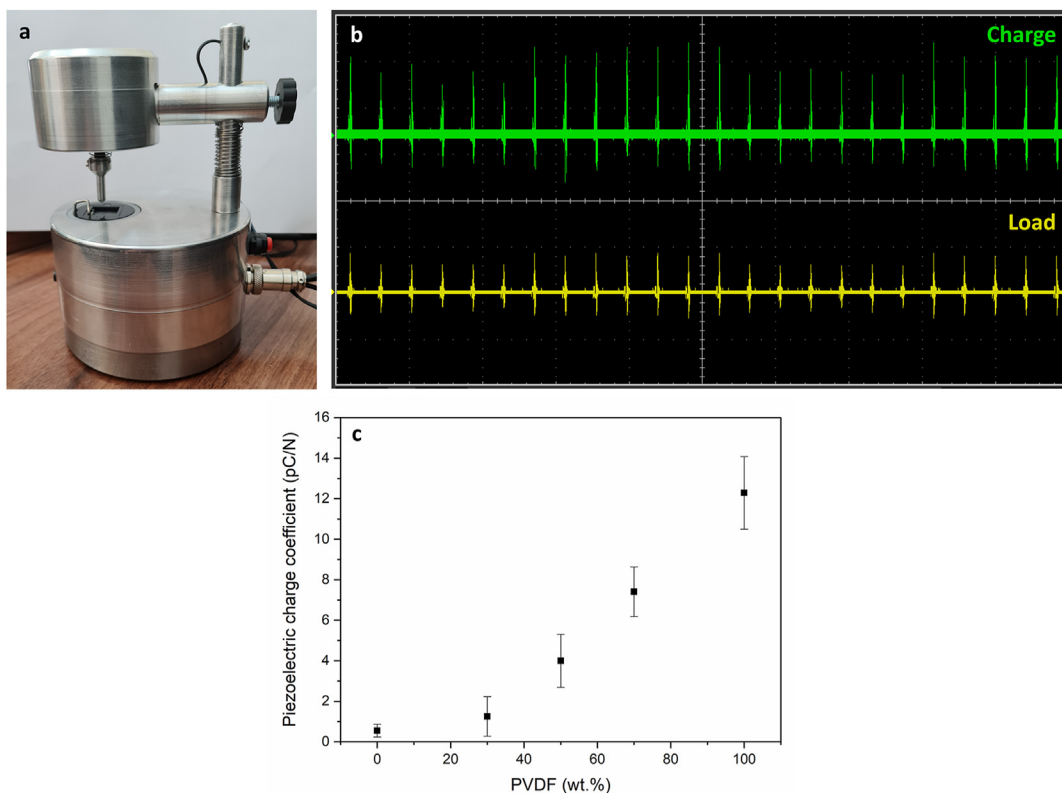 a
b
Charge
Load
c
Piezoelectric charge coefficient (pC/N)
16
14
12
10
8
6
4
2
0
0 20 40 60 80 100
PVDF (wt.%)